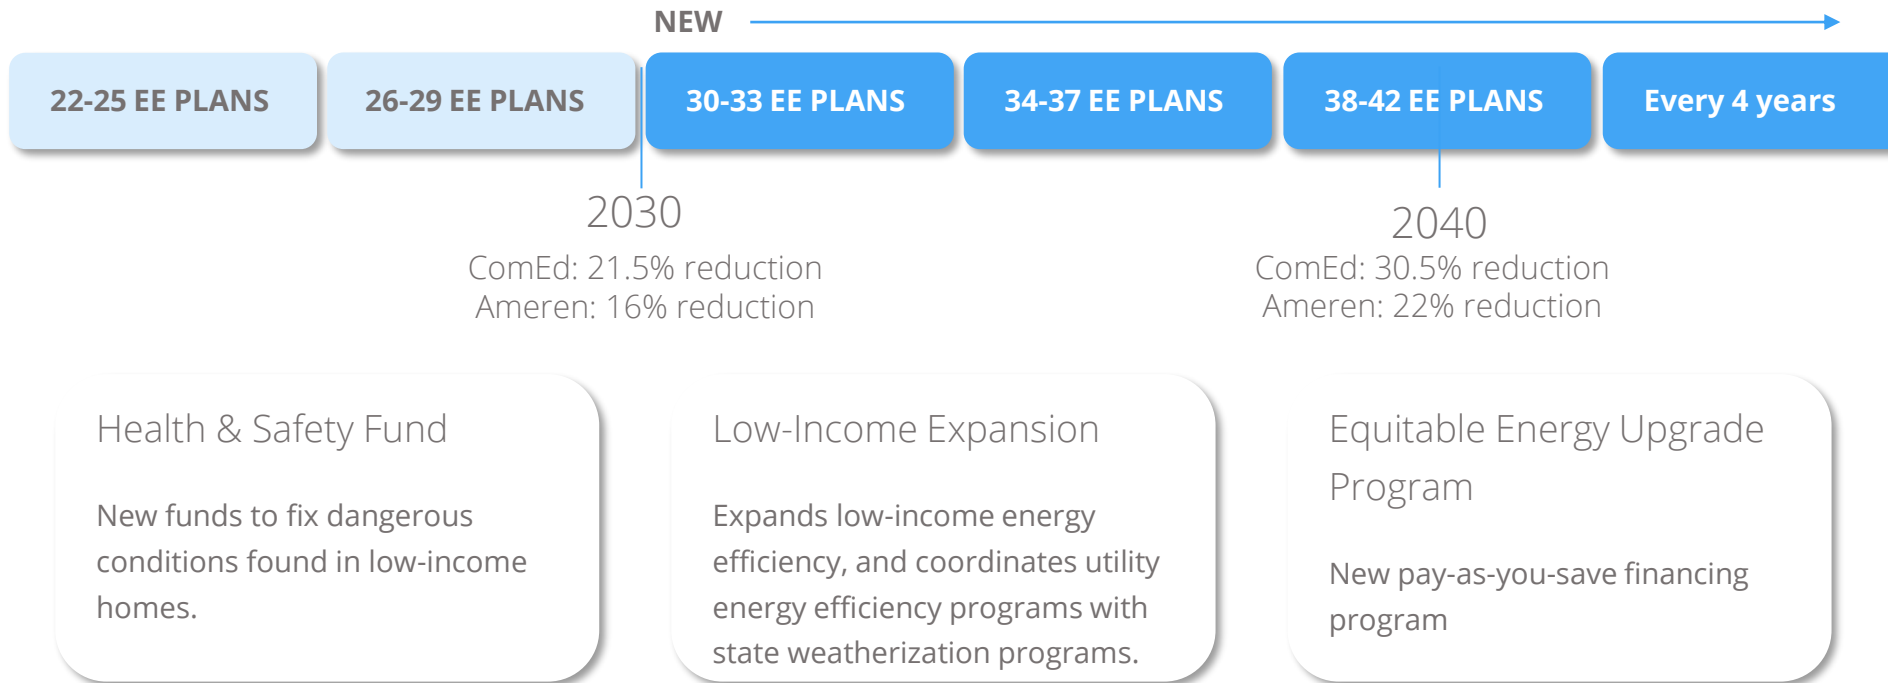 NEW
22-25 EE PLANS
26-29 EE PLANS
30-33 EE PLANS
34-37 EE PLANS
38-42 EE PLANS
Every 4 years
2030
ComEd: 21.5% reduction
Ameren: 16% reduction
2040
ComEd: 30.5% reduction
Ameren: 22% reduction
Health & Safety Fund
New funds to fix dangerous
conditions found in low-income
homes.
Low-Income Expansion
Expands low-income energy
efficiency, and coordinates utility
energy efficiency programs with
state weatherization programs.
Equitable Energy Upgrade
Program
New pay-as-you-save financing
program